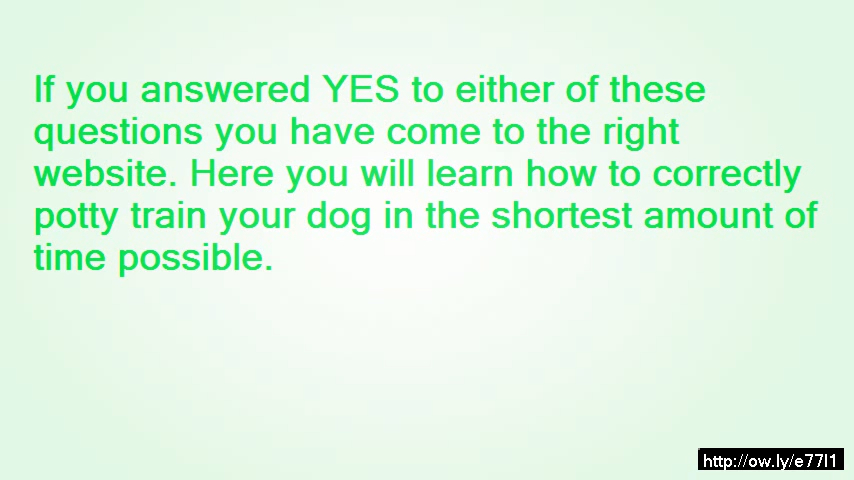 If you answered YES to either of these
questions you have come to the right
website. Here you will learn how to correctly
potty train your dog in the shortest amount of
time possible.
http://ow.ly/e77l1